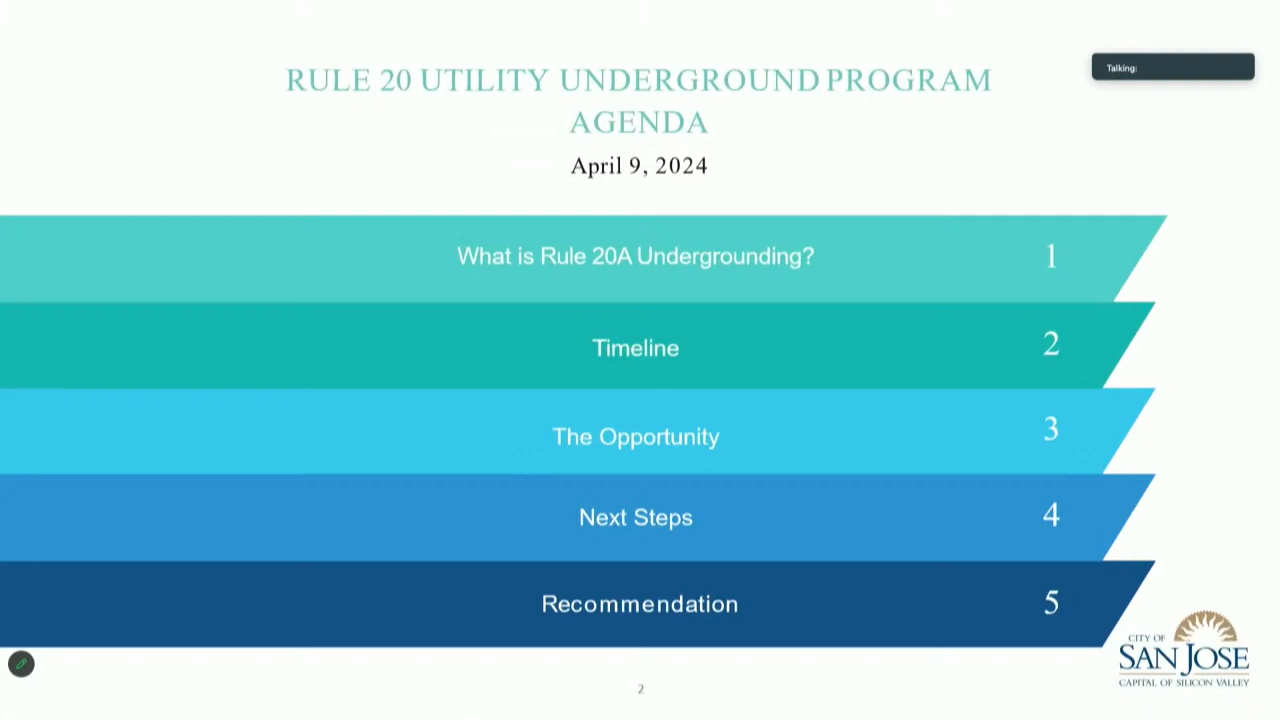 RULE 20 UTILITY UNDERGROUND PROGRAM
AGENDA
April 9, 2024
Talking:
What is Rule 20A Undergrounding?
1
Timeline
2
The Opportunity
3
Next Steps
4
Recommendation
5
CITY OF
SAN JOSE
CAPITAL OF SILICON VALLEY
2